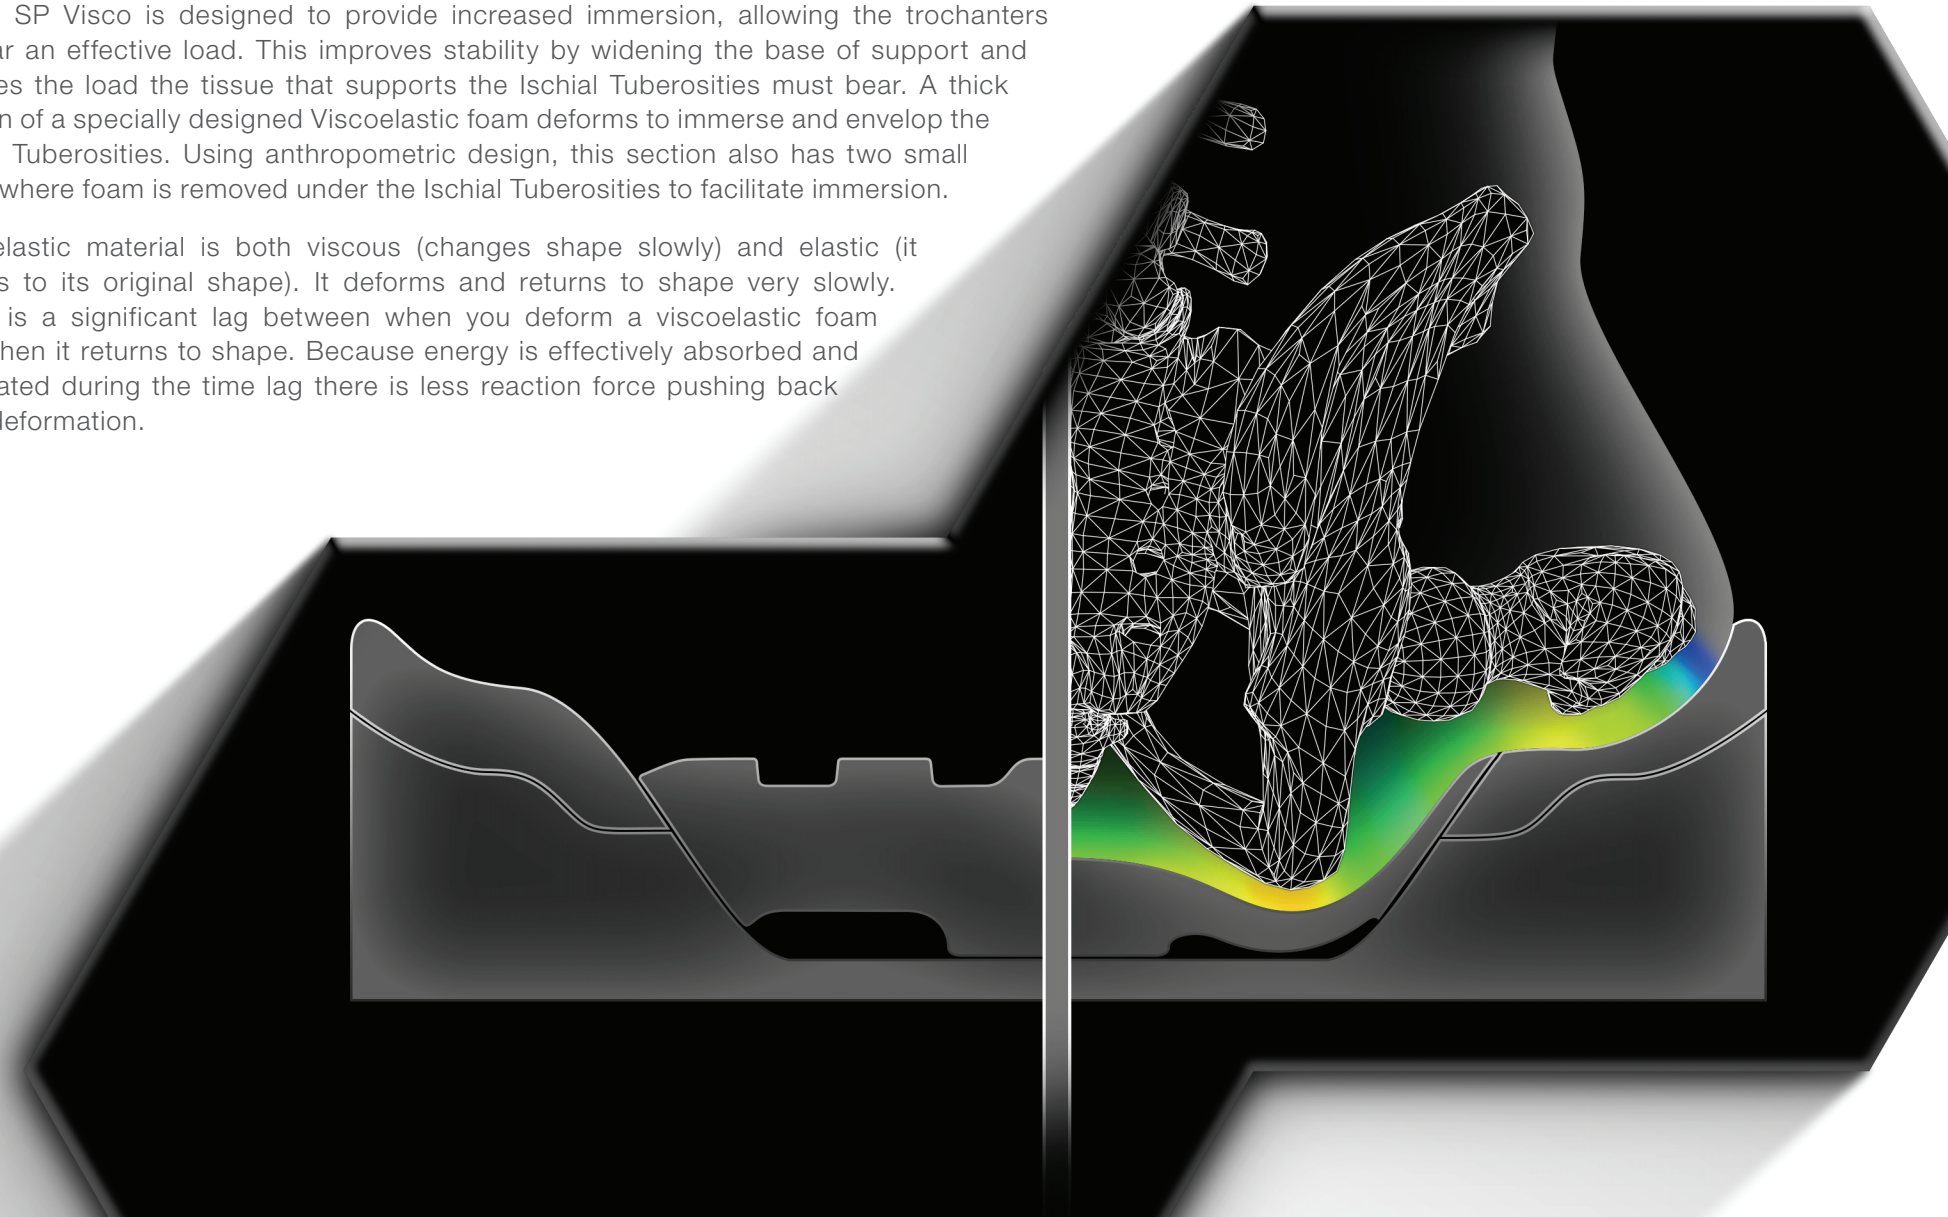 SP Visco is designed to provide increased immersion, allowing the trochanters
an effective load. This improves stability by widening the base of support and
the load the tissue that supports the Ischial Tuberosities must bear. A thick
of a specially designed Viscoelastic foam deforms to immerse and envelop the
Tuberosities. Using anthropometric design, this section also has two small
where foam is removed under the Ischial Tuberosities to facilitate immersion.
elastic material is both viscous (changes shape slowly) and elastic (it
to its original shape). It deforms and returns to shape very slowly.
is a significant lag between when you deform a viscoelastic foam
it returns to shape. Because energy is effectively absorbed and
during the time lag there is less reaction force pushing back
deformation.